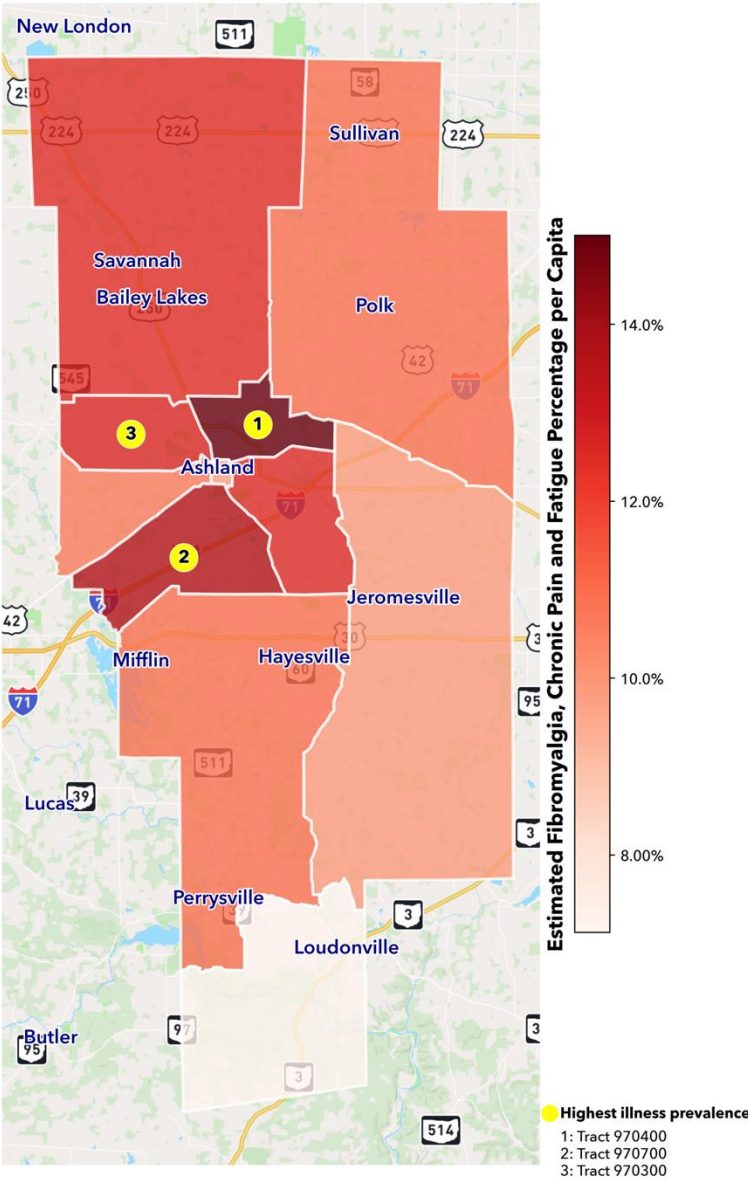 New London
511
250
58
224
224
Sullivan
224
Savannah
Bailey Lakes
250
Polk
42
545
71
3
1
Ashland
71
2
71
42
Jeromesville
30
3
Mifflin
Hayesville
60
71
95
511
Lucas
39
3
Perrysville
39
3
Loudonville
Butler
95
97
3
3
514
Estimated Fibromyalgia, Chronic Pain and Fatigue Percentage per Capita
14.0%
12.0%
10.0%
8.00%
Highest illness prevalence
1: Tract 970400
2: Tract 970700
3: Tract 970300